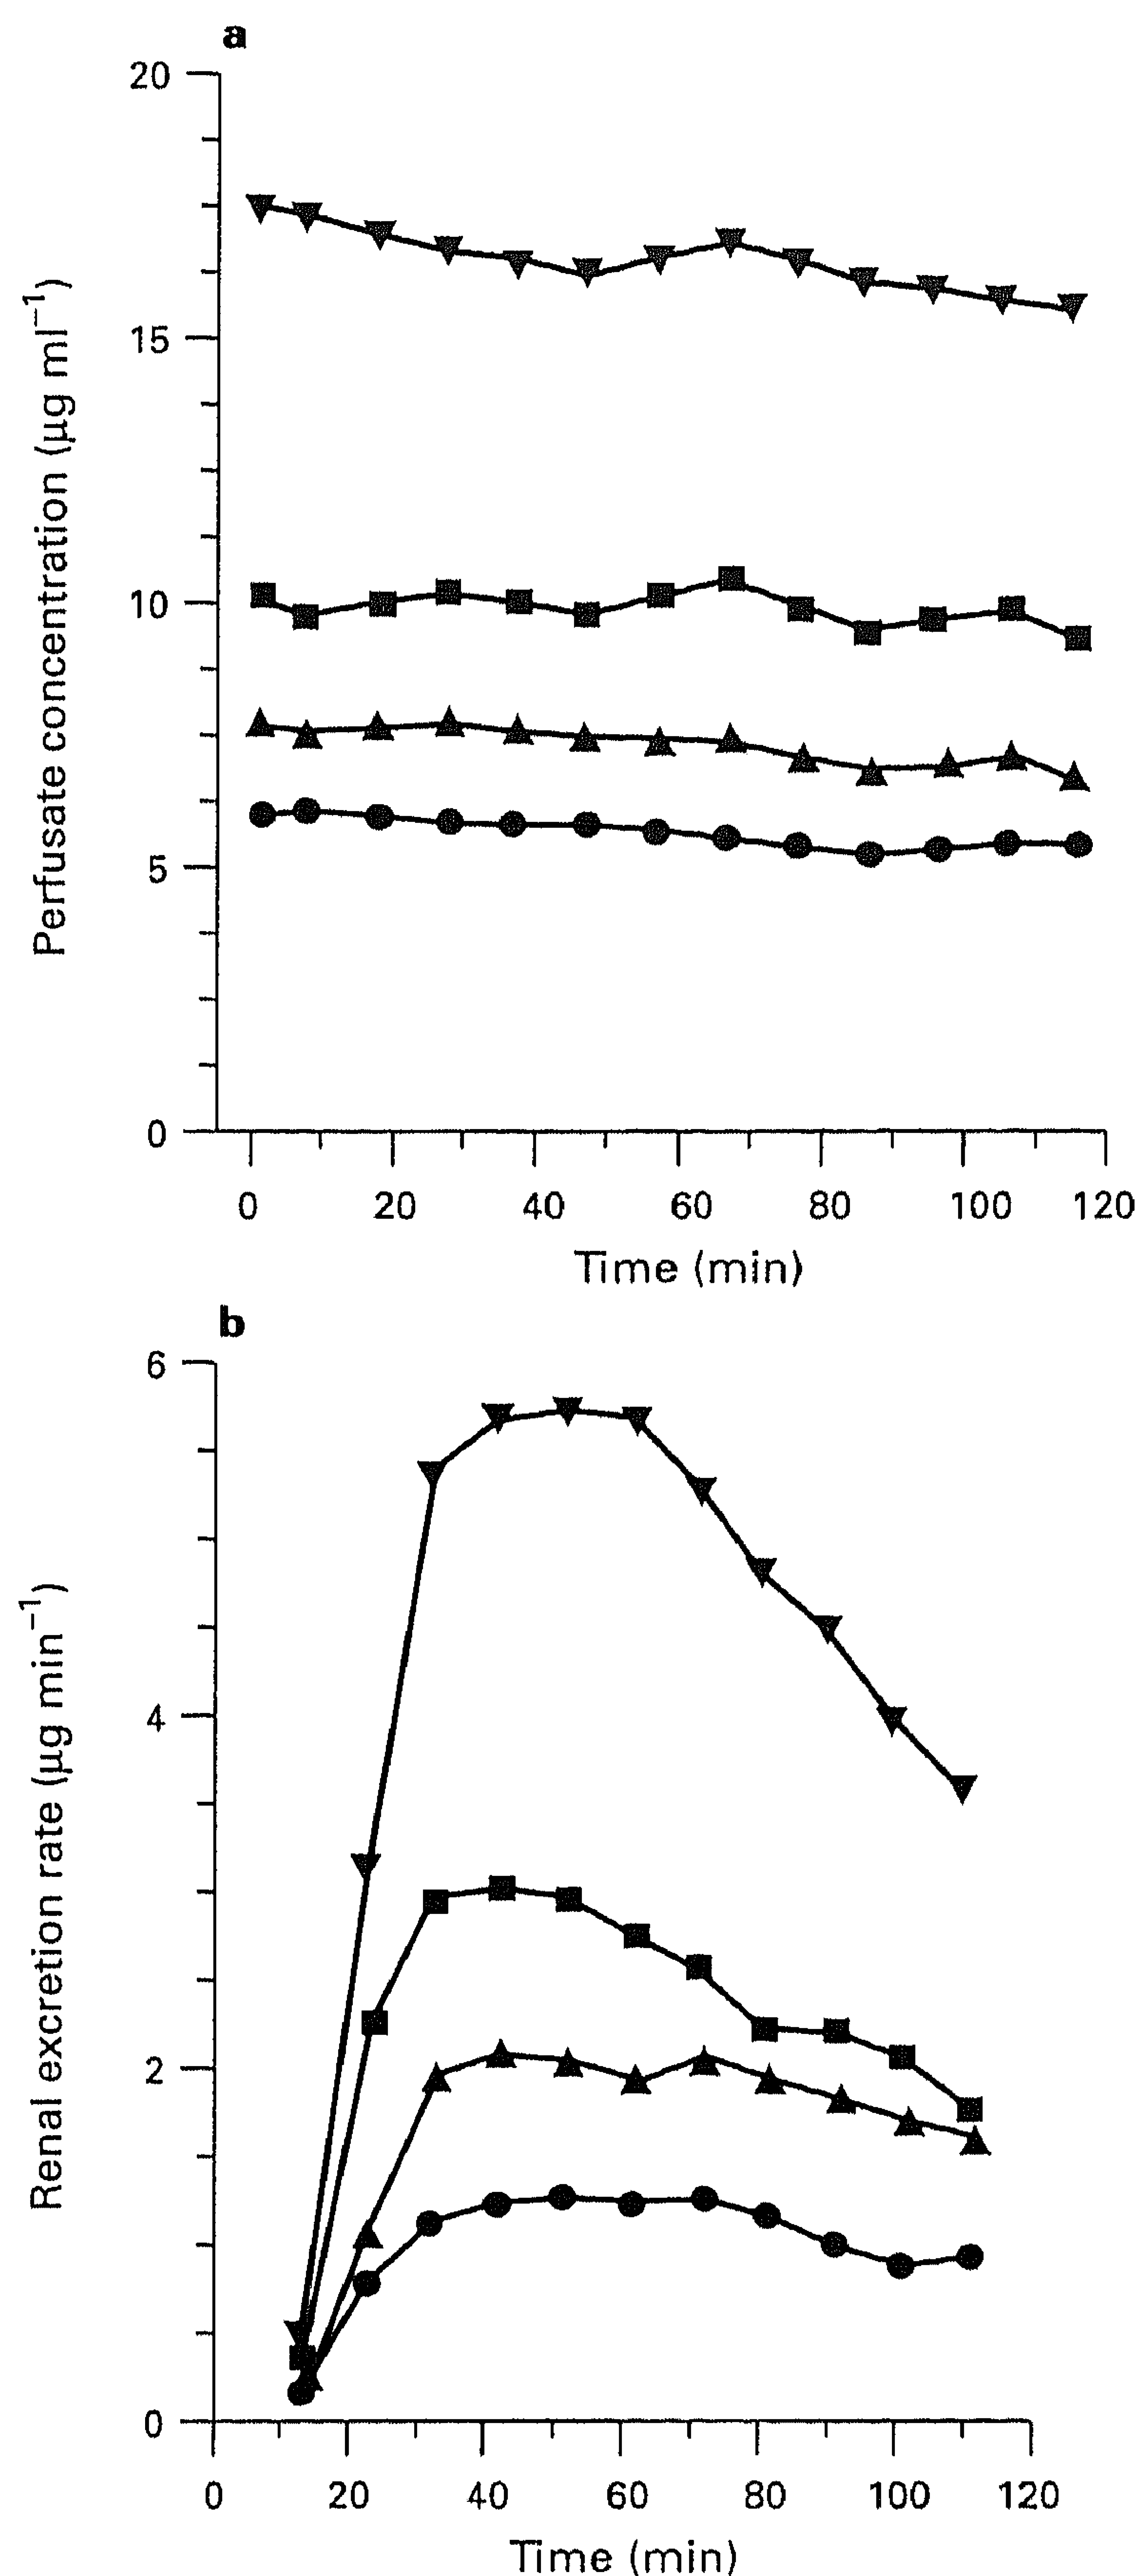 a
20
15
10
5
0
Perfusate concentration (µg ml⁻¹)
0 20 40 60 80 100 120
Time (min)
b
6
4
2
0
Renal excretion rate (µg min⁻¹)
0 20 40 60 80 100 120
Time (min)